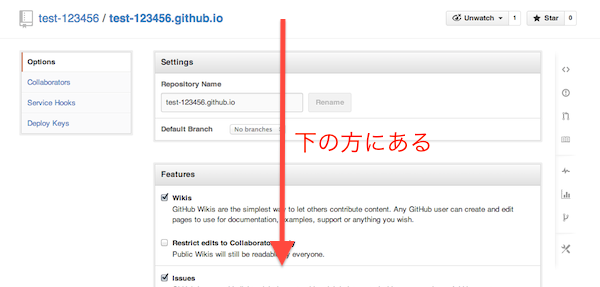 test-123456 / test-123456.github.io
Unwatch 1 Star 0
Options
Collaborators
Service Hooks
Deploy Keys
Settings
Repository Name
test-123456.github.io Rename
Default Branch No branches
下の方にある
Features
Wikis
GitHub Wikis are the simplest way to let others contribute content. Any GitHub user can create and edit
pages to use for documentation, examples, support or anything you wish.
Restrict edits to Collaborators only
Public Wikis will still be readable by everyone.
Issues